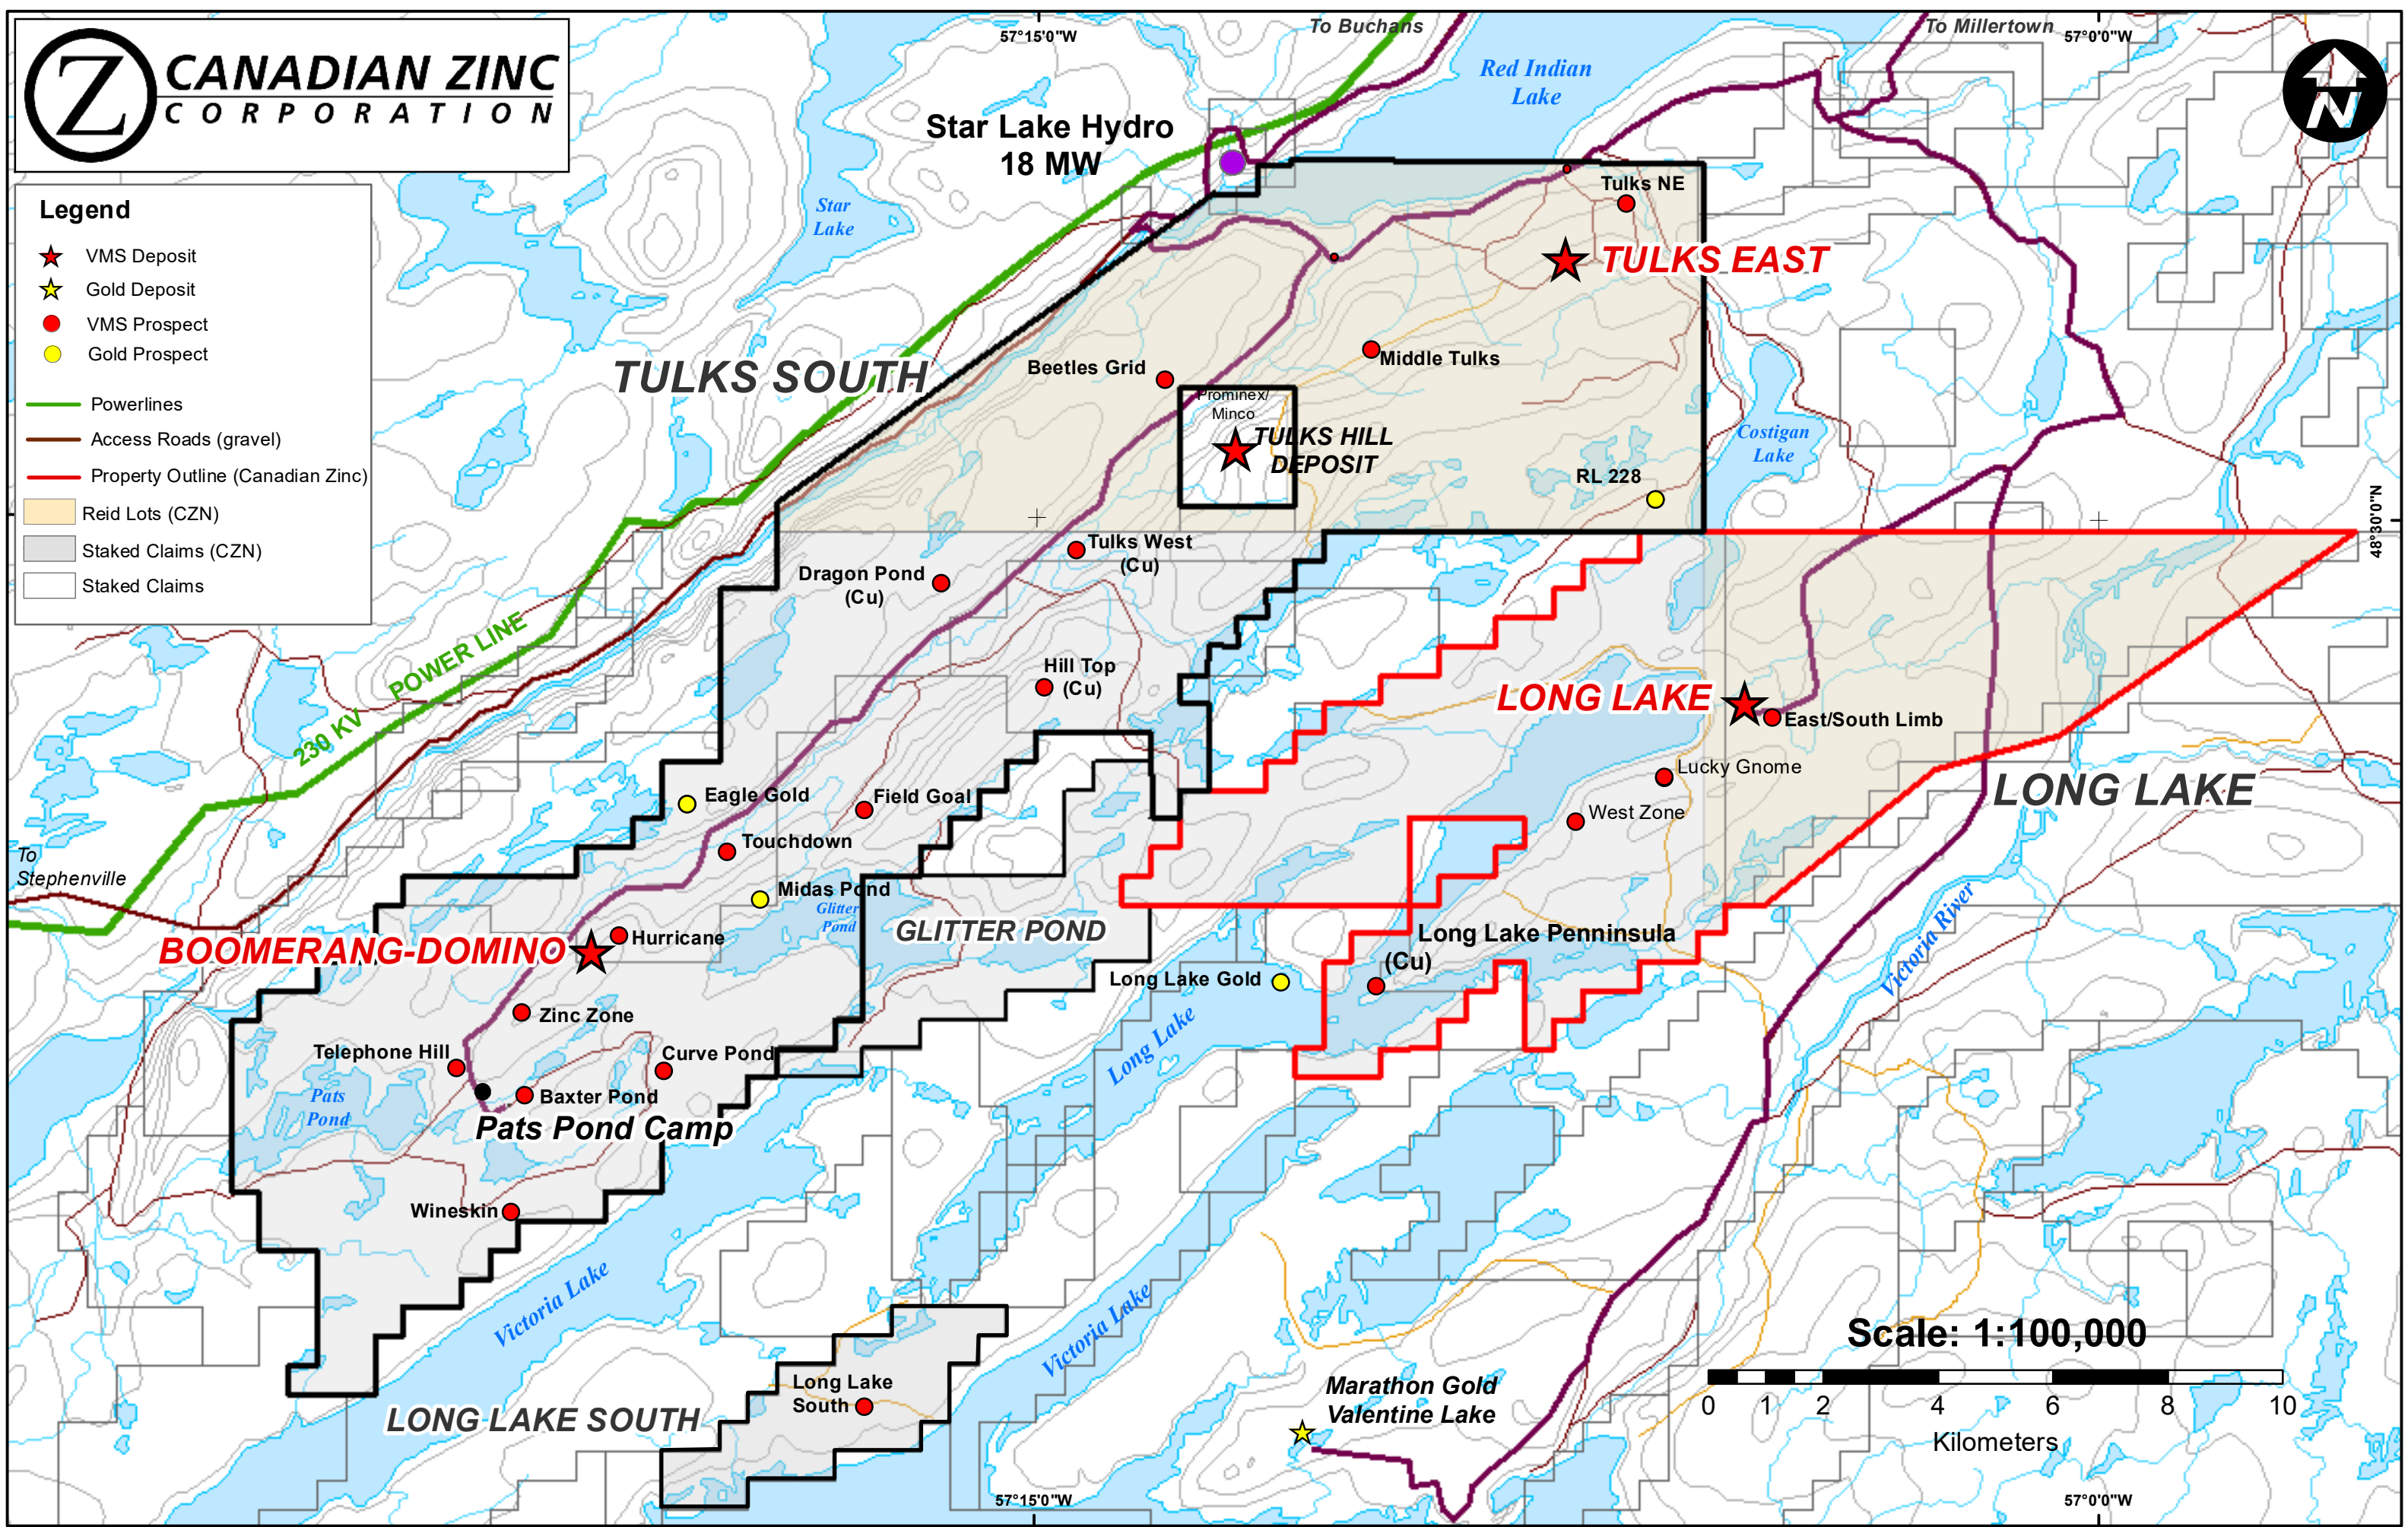 Z
CANADIAN ZINC
CORPORATION
57°15'0"W
To Buchans
To Millertown
57°0'0"W
N
Red Indian
Lake
Star Lake Hydro
18 MW
Star
Lake
Legend
VMS Deposit
Gold Deposit
VMS Prospect
Gold Prospect
Powerlines
Access Roads (gravel)
Property Outline (Canadian Zinc)
Reid Lots (CZN)
Staked Claims (CZN)
Staked Claims
Tulks NE
TULKS EAST
TULKS SOUTH
Beetles Grid
Middle Tulks
Prominex/
Minco
TULKS HILL
DEPOSIT
Costigan
Lake
RL 228
48°30'0"N
Tulks West
(Cu)
Dragon Pond
(Cu)
Hill Top
(Cu)
POWER LINE
230 KV
LONG LAKE
East/South Limb
Lucky Gnome
West Zone
LONG LAKE
Eagle Gold
Field Goal
Touchdown
Midas Pond
Glitter
Pond
GLITTER POND
To
Stephenville
BOOMERANG-DOMINO
Hurricane
Long Lake Penninsula
(Cu)
Long Lake Gold
Victoria River
Zinc Zone
Long Lake
Telephone Hill
Curve Pond
Pats
Pond
Baxter Pond
Pats Pond Camp
Wineskin
Victoria Lake
Victoria Lake
Long Lake
South
LONG LAKE SOUTH
Marathon Gold
Valentine Lake
Scale: 1:100,000
0 1 2 4 6 8 10
Kilometers
57°15'0"W
57°0'0"W